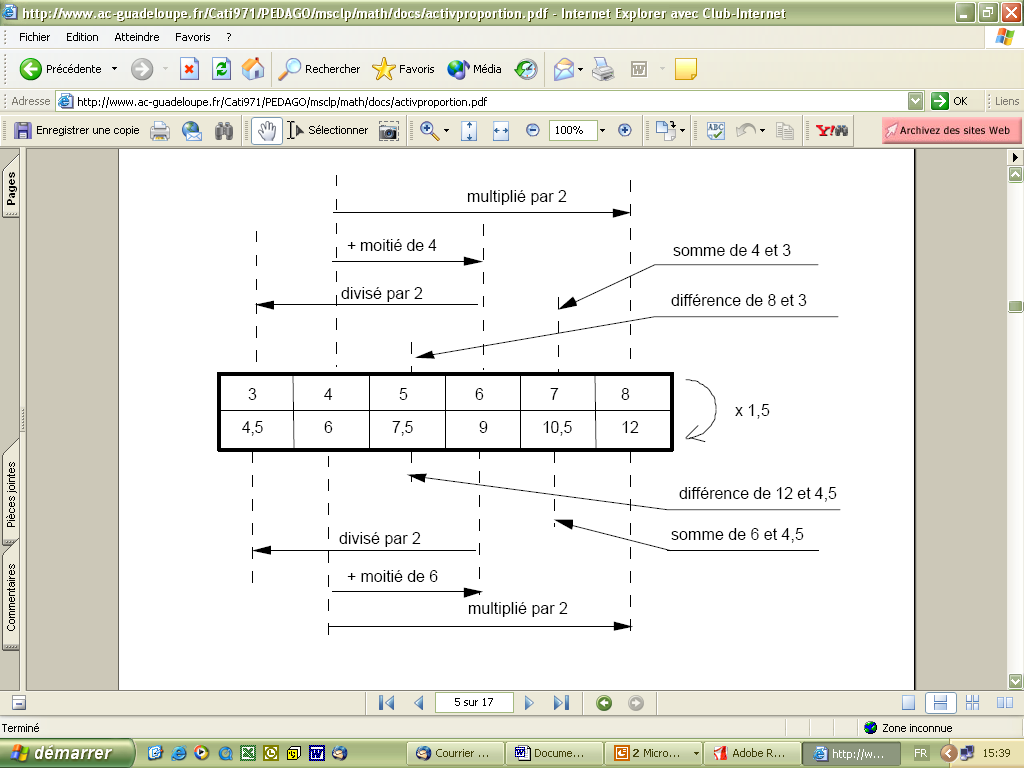 http://www.ac-guadeloupe.fr/Cati971/PEDAGO/msclp/math/docs/activproportion.pdf - Internet Explorer avec Club-Internet
Fichier Edition Atteindre Favoris ?
Précédente Rechercher Favoris Média
Adresse http://www.ac-guadeloupe.fr/Cati971/PEDAGO/msclp/math/docs/activproportion.pdf OK Liens
Enregistrer une copie Sélectionner 100% Y! Archivez des sites Web
Pages
Pièces jointes
Commentaires
multiplié par 2
+ moitié de 4
somme de 4 et 3
divisé par 2
différence de 8 et 3
3 4 5 6 7 8
x 1,5
4,5 6 7,5 9 10,5 12
différence de 12 et 4,5
somme de 6 et 4,5
divisé par 2
+ moitié de 6
multiplié par 2
5 sur 17
Terminé Zone inconnue
démarrer Courrier ... Docume... 2 Micro... Adobe R... http://w... FR 15:39